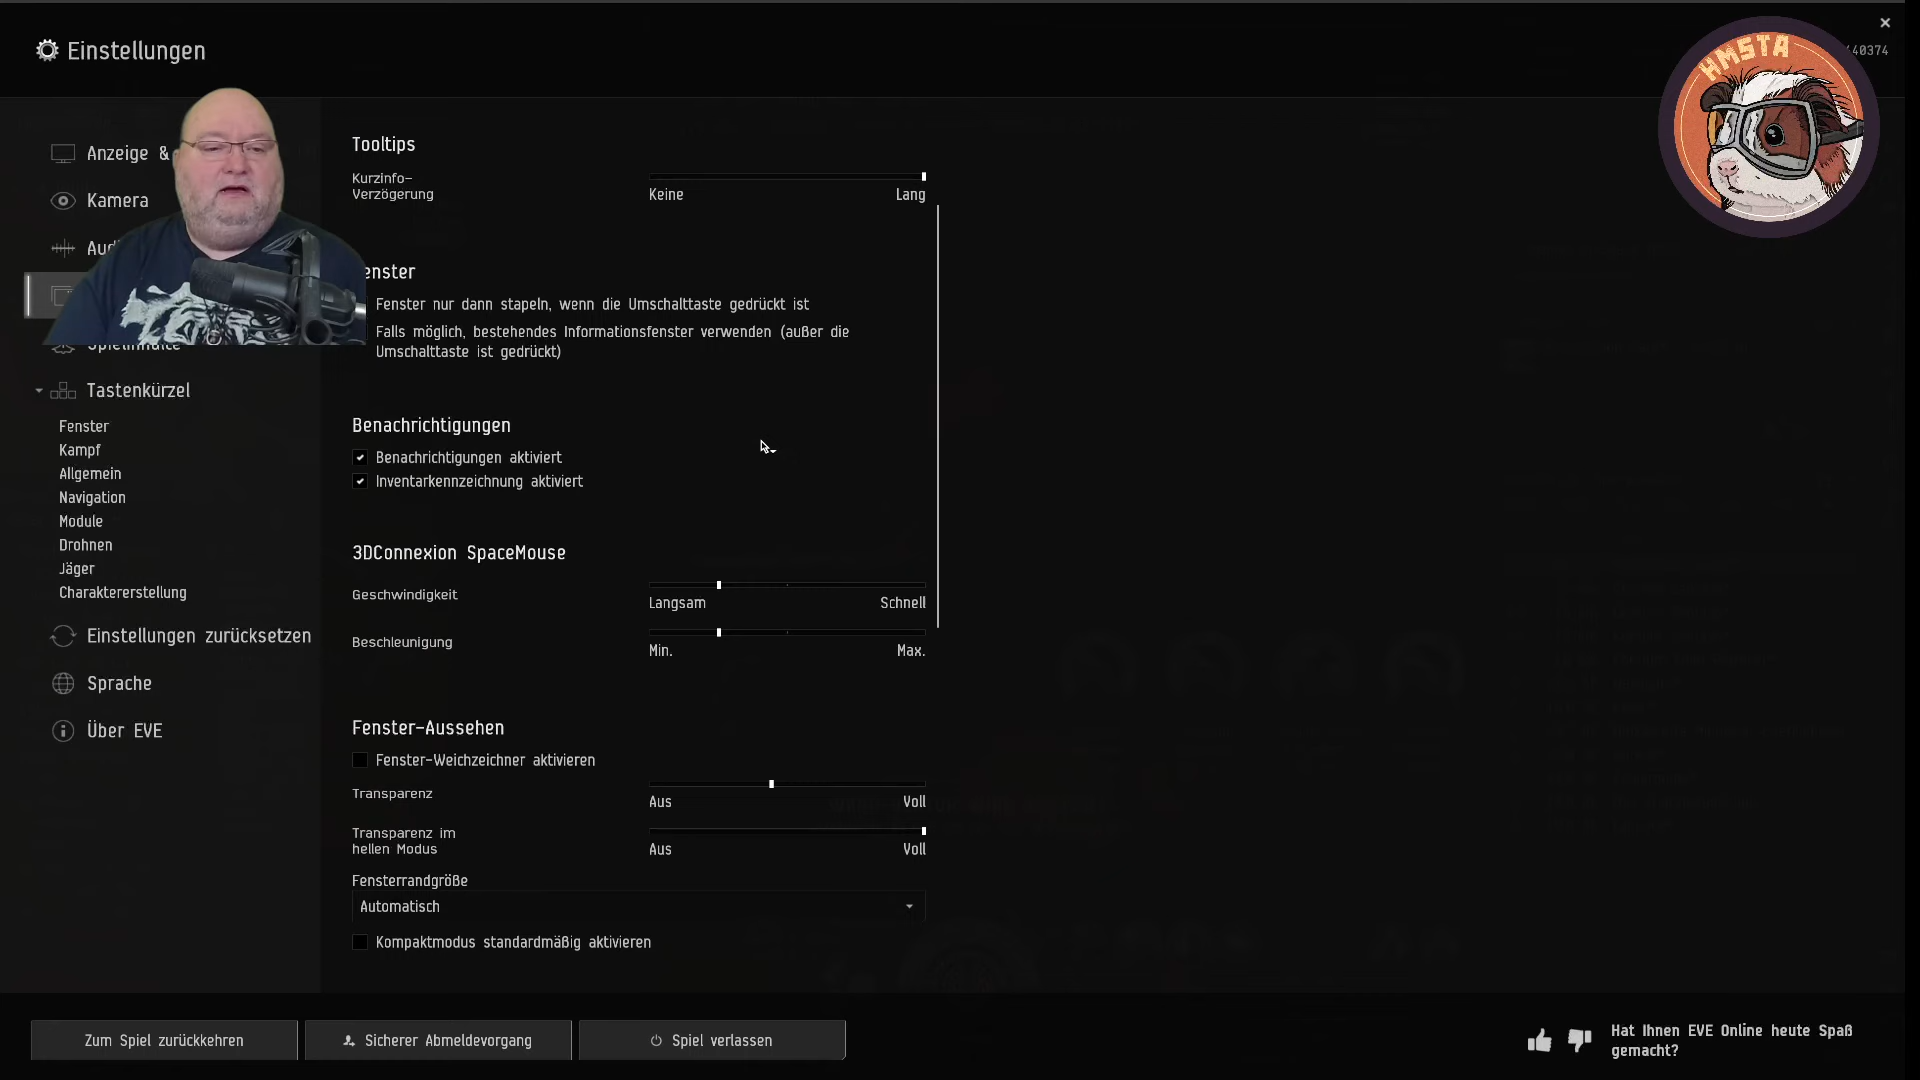 Einstellungen
HMSTA
40374
Anzeige &
Kamera
Tastenkürzel
Fenster
Kampf
Allgemein
Navigation
Module
Drohnen
Jäger
Charaktererstellung
Einstellungen zurücksetzen
Sprache
Über EVE
Tooltips
Kurzinfo-
Verzögerung
Keine
Lang
enster
Fenster nur dann stapeln, wenn die Umschalttaste gedrückt ist
Falls möglich, bestehendes Informationsfenster verwenden (außer die
Umschalttaste ist gedrückt)
Benachrichtigungen
Benachrichtigungen aktiviert
Inventarkennzeichnung aktiviert
3DConnexion SpaceMouse
Geschwindigkeit
Langsam
Schnell
Beschleunigung
Min.
Max.
Fenster-Aussehen
Fenster-Weichzeichner aktivieren
Transparenz
Aus
Voll
Transparenz im
hellen Modus
Aus
Voll
Fensterrandgröße
Automatisch
Kompaktmodus standardmäßig aktivieren
Zum Spiel zurückkehren
Sicherer Abmeldevorgang
Spiel verlassen
Hat Ihnen EVE Online heute Spaß
gemacht?